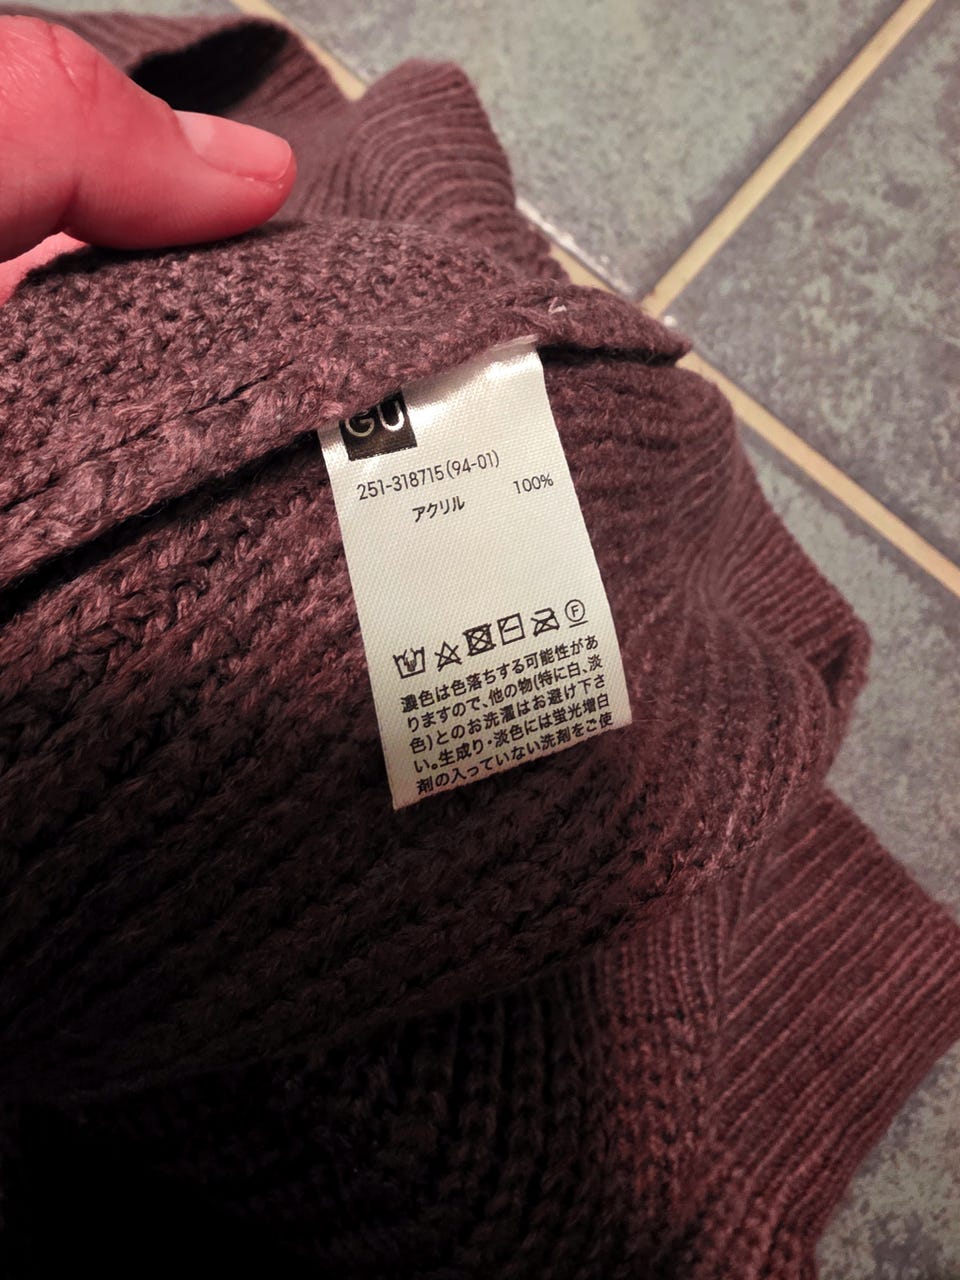 GU
251-318715(94-01)
アクリル 100%
F
濃色は色落ちする可能性があ
りますので、他の物(特に白、淡
色)とのお洗濯はお避け下さ
い。生成り・淡色には蛍光増白
剤の入っていない洗剤をご使